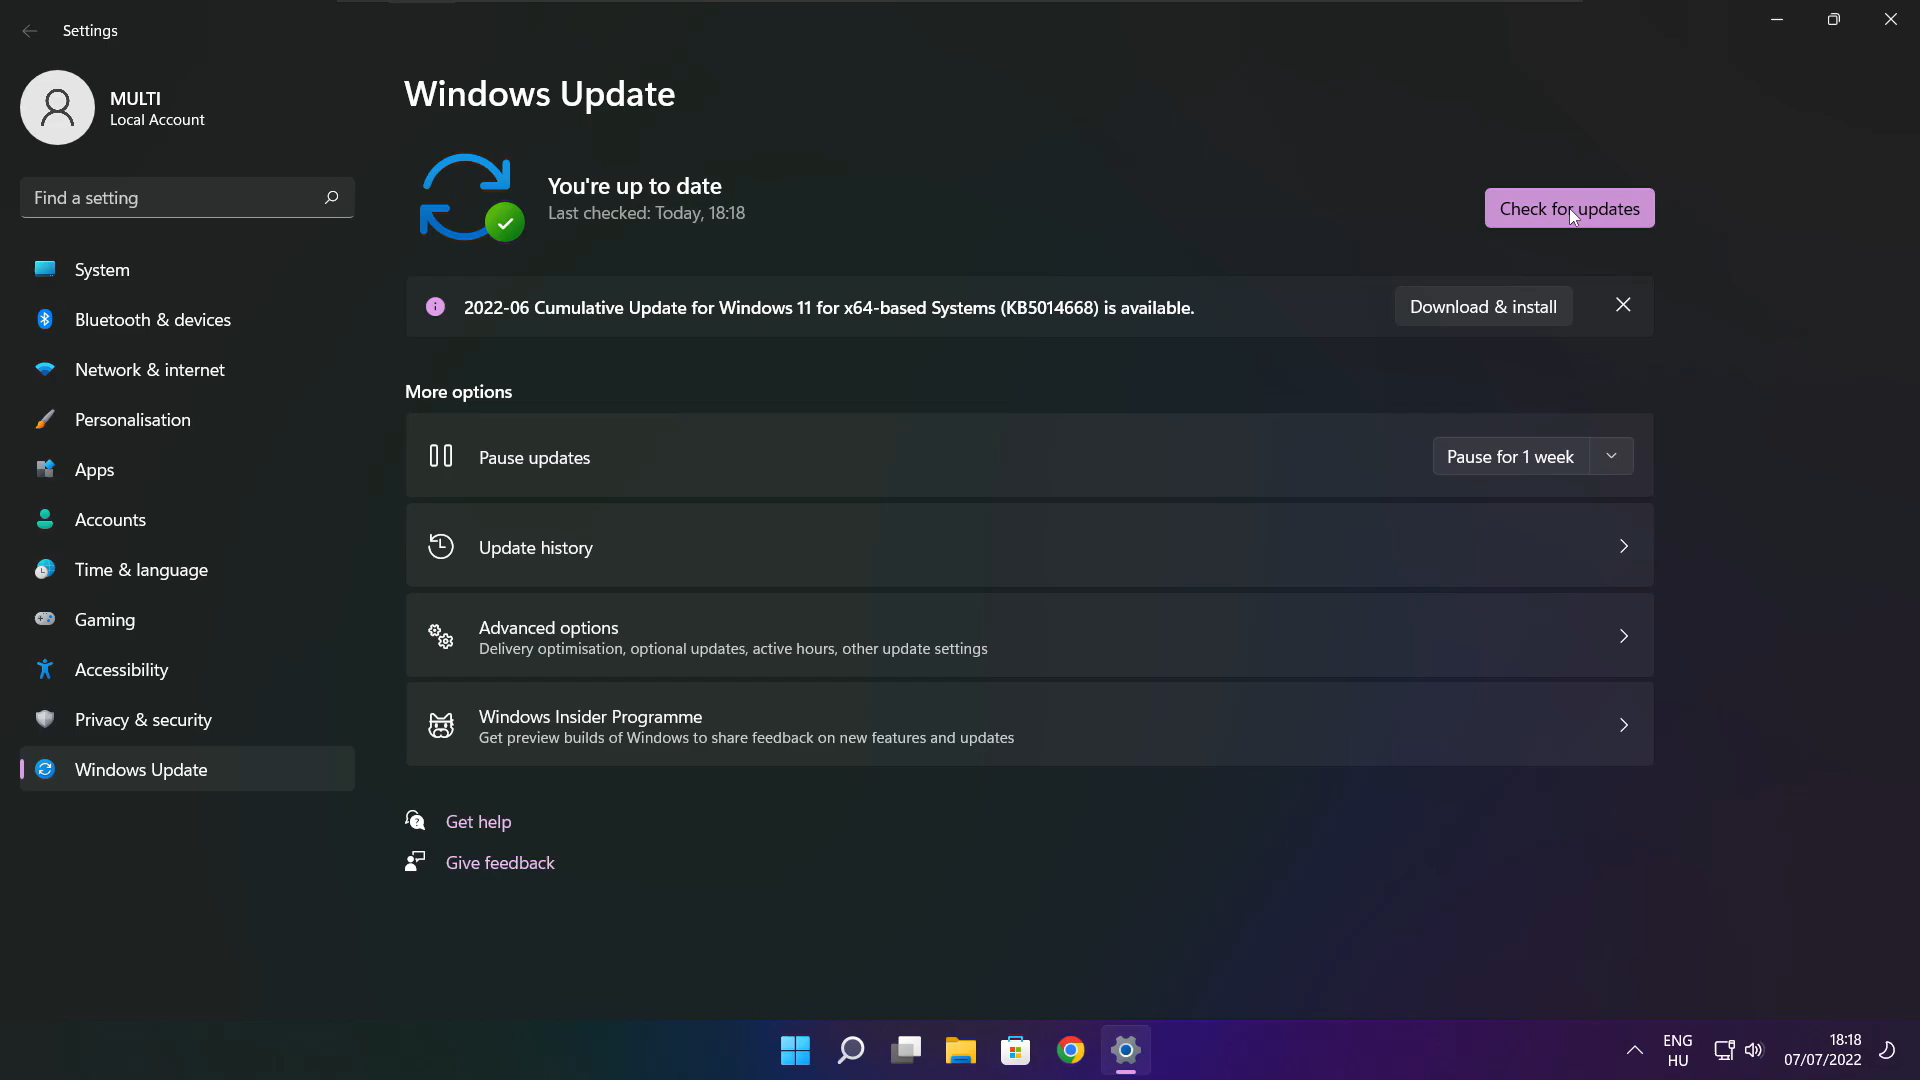 Settings
MULTI
Local Account
Find a setting
System
Bluetooth & devices
Network & internet
Personalisation
Apps
Accounts
Time & language
Gaming
Accessibility
Privacy & security
Windows Update
Windows Update
You're up to date
Last checked: Today, 18:18
Check for updates
2022-06 Cumulative Update for Windows 11 for x64-based Systems (KB5014668) is available.
Download & install
More options
Pause updates
Pause for 1 week
Update history
Advanced options
Delivery optimisation, optional updates, active hours, other update settings
Windows Insider Programme
Get preview builds of Windows to share feedback on new features and updates
Get help
Give feedback
ENG
HU
18:18
07/07/2022